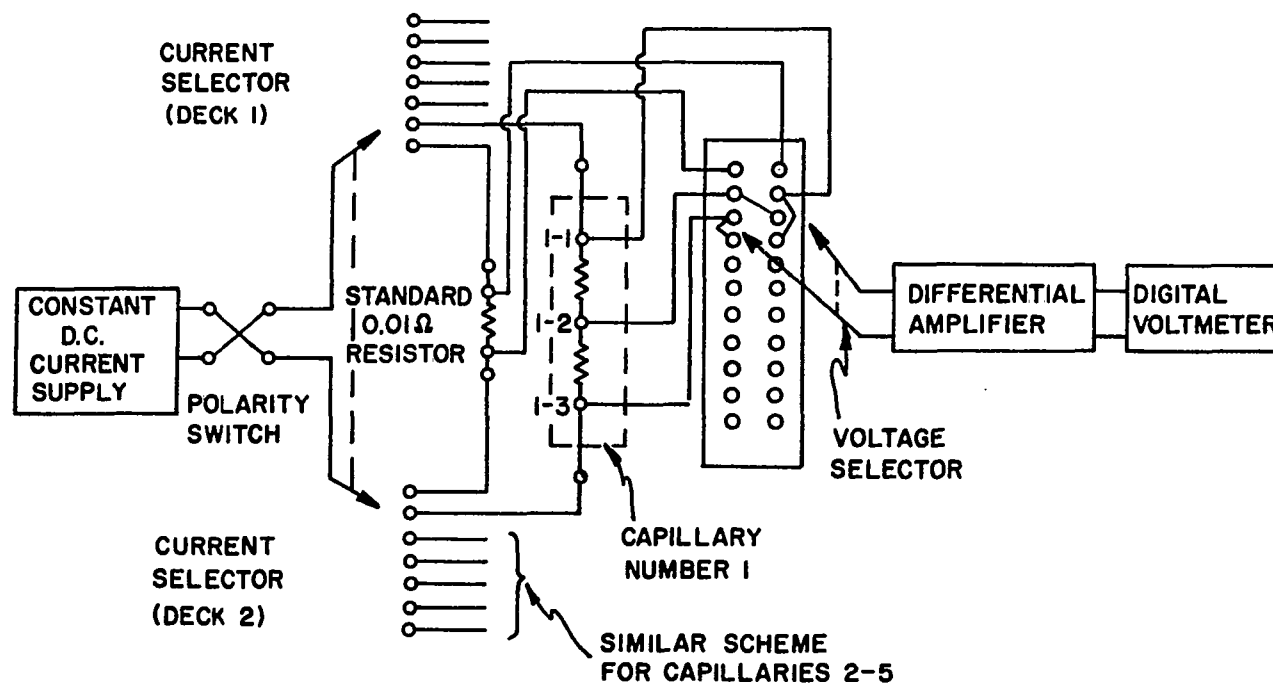 CURRENT
SELECTOR
(DECK 1)
CONSTANT
D.C.
CURRENT
SUPPLY
POLARITY
SWITCH
STANDARD
0.01Ω
RESISTOR
1-1
1-2
1-3
DIFFERENTIAL
AMPLIFIER
DIGITAL
VOLTMETER
VOLTAGE
SELECTOR
CAPILLARY
NUMBER 1
CURRENT
SELECTOR
(DECK 2)
SIMILAR SCHEME
FOR CAPILLARIES 2-5